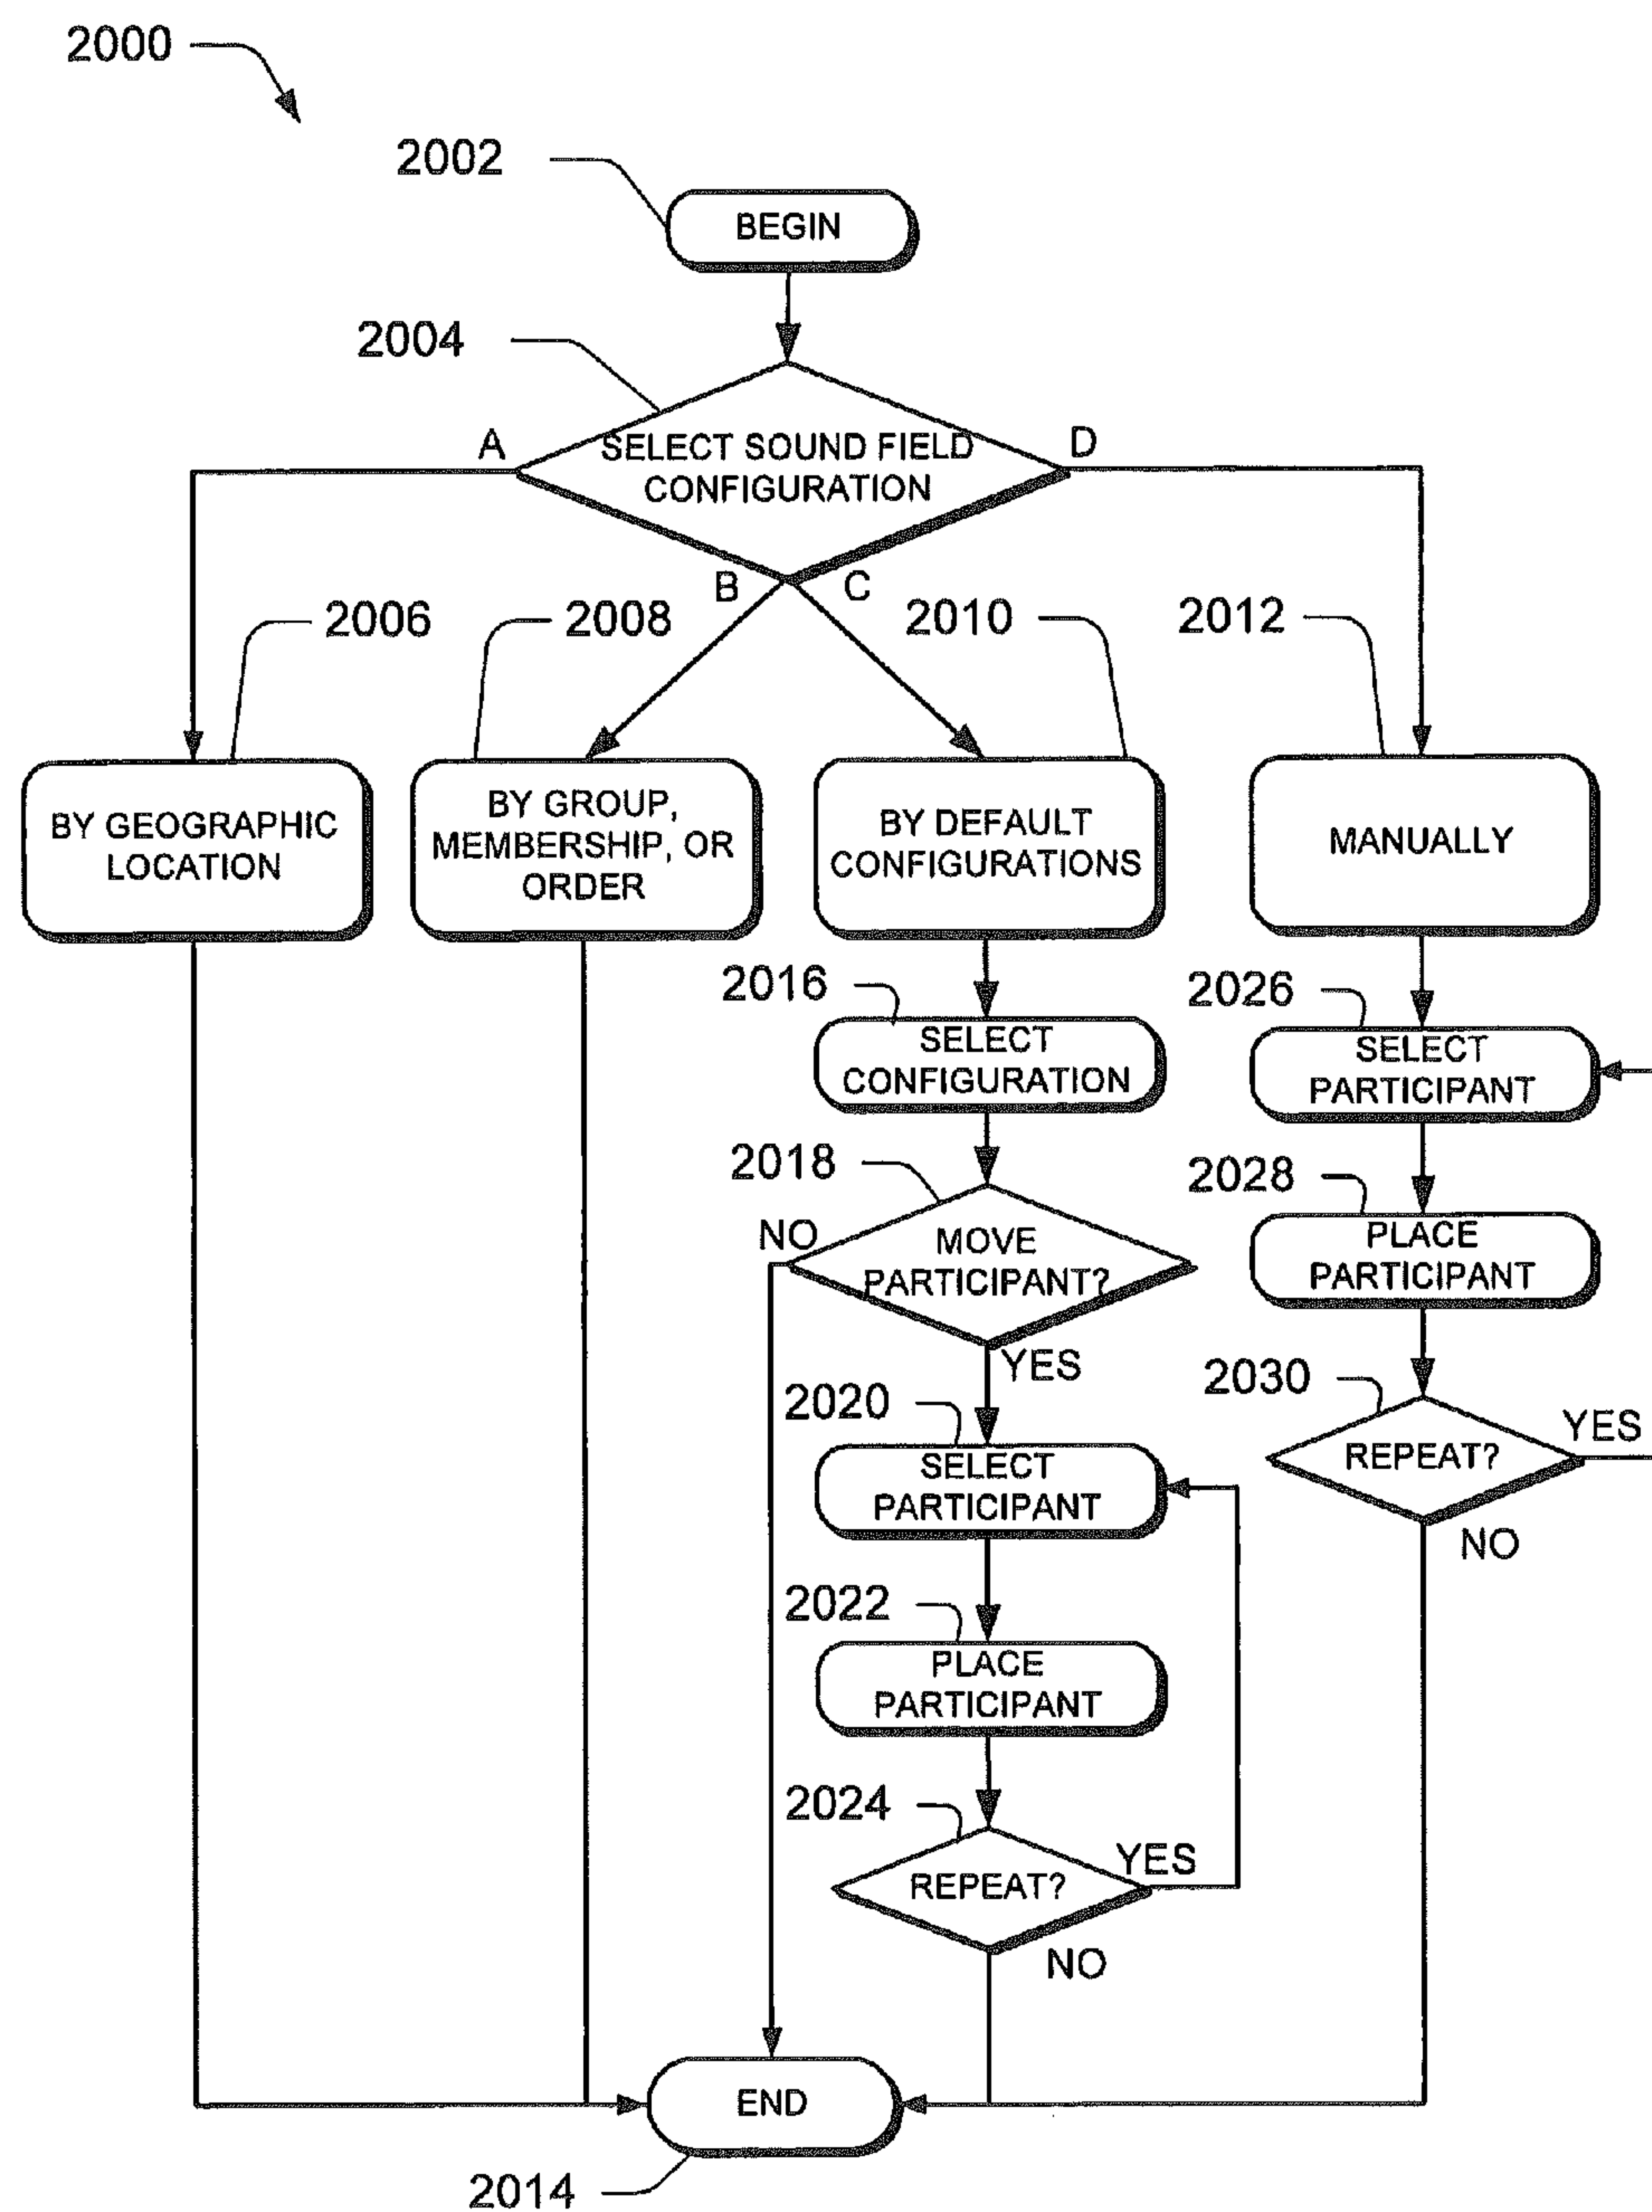 2000
2002
BEGIN
2004
A
SELECT SOUND FIELD
CONFIGURATION
D
B
C
2006
2008
2010
2012
BY GEOGRAPHIC
LOCATION
BY GROUP,
MEMBERSHIP, OR
ORDER
BY DEFAULT
CONFIGURATIONS
MANUALLY
2016
SELECT
CONFIGURATION
2026
SELECT
PARTICIPANT
2018
NO
MOVE
PARTICIPANT?
YES
2028
PLACE
PARTICIPANT
2020
SELECT
PARTICIPANT
2030
REPEAT?
YES
NO
2022
PLACE
PARTICIPANT
2024
REPEAT?
YES
NO
END
2014